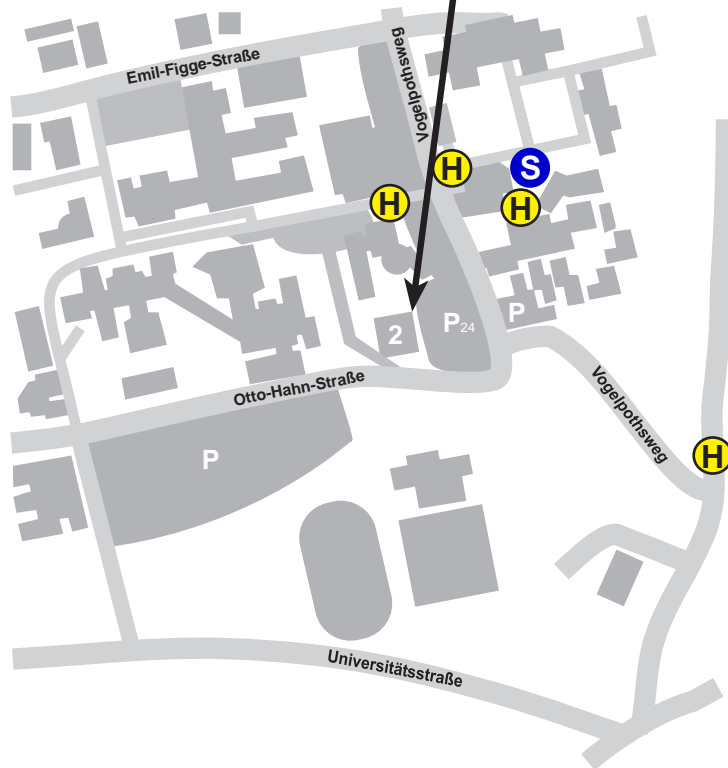 Emil-Figge-Straße
Vogelpothsweg
H
S
H
H
2
P24
P
Otto-Hahn-Straße
Vogelpothsweg
P
H
Universitätsstraße